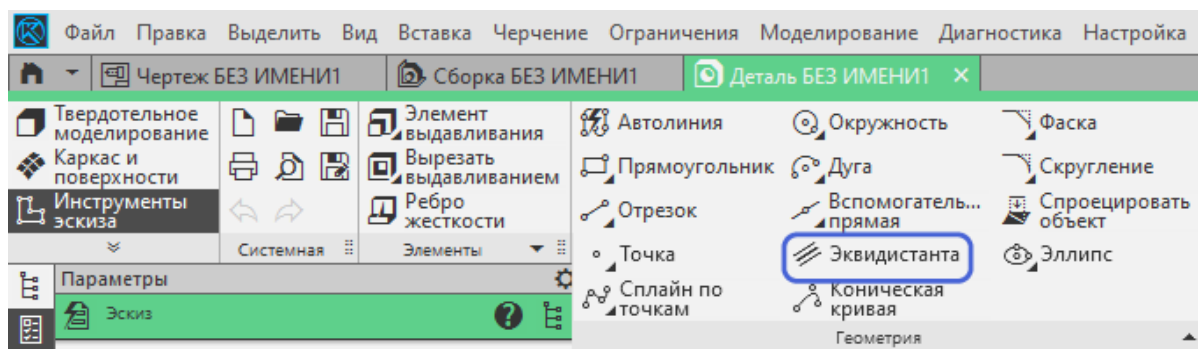 Файл Правка Выделить Вид Вставка Черчение Ограничения Моделирование Диагностика Настройка
Чертеж БЕЗ ИМЕНИ1 Сборка БЕЗ ИМЕНИ1 Деталь БЕЗ ИМЕНИ1
Твердотельное
моделирование
Каркас и
поверхности
Инструменты
эскиза
Системная
Элемент
выдавливания
Вырезать
выдавливанием
Ребро
жесткости
Элементы
Автолиния Окружность Фаска
Прямоугольник Дуга Скругление
Отрезок
Вспомогатель...
прямая
Спроецировать
объект
Точка Эквидистанта Эллипс
Сплайн по
точкам
Коническая
кривая
Геометрия
Параметры
Эскиз